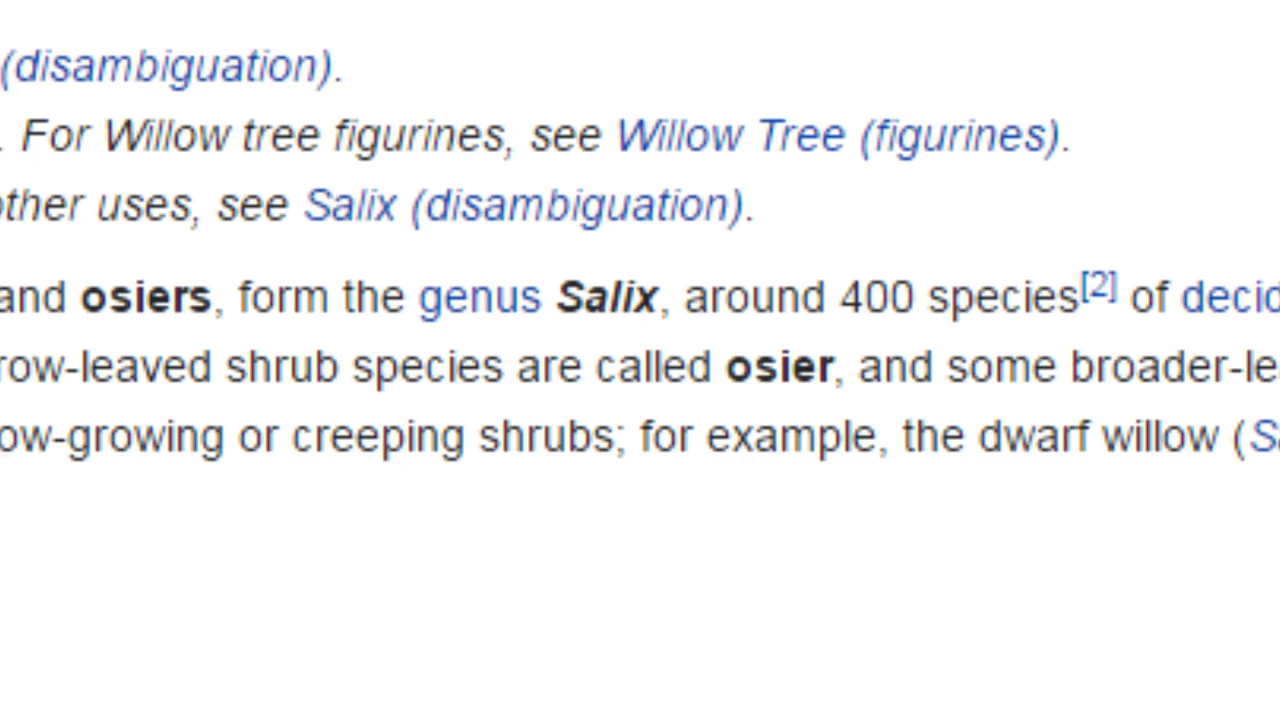 (disambiguation).
. For Willow tree figurines, see Willow Tree (figurines).
other uses, see Salix (disambiguation).
and osiers, form the genus Salix, around 400 species[2] of decid
row-leaved shrub species are called osier, and some broader-le
ow-growing or creeping shrubs; for example, the dwarf willow (Sa